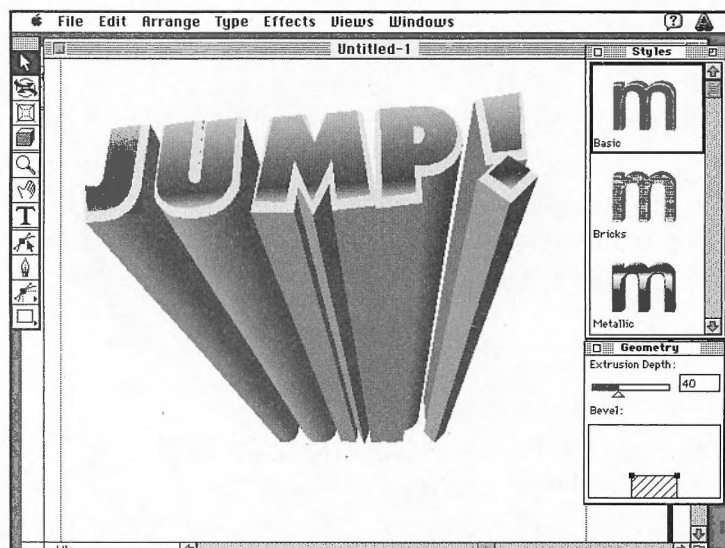 File Edit Arrange Type Effects Views Windows
Untitled-1
JUMP!
T
Styles
m
Basic
m
Bricks
m
Metallic
Geometry
Extrusion Depth:
40
Bevel: